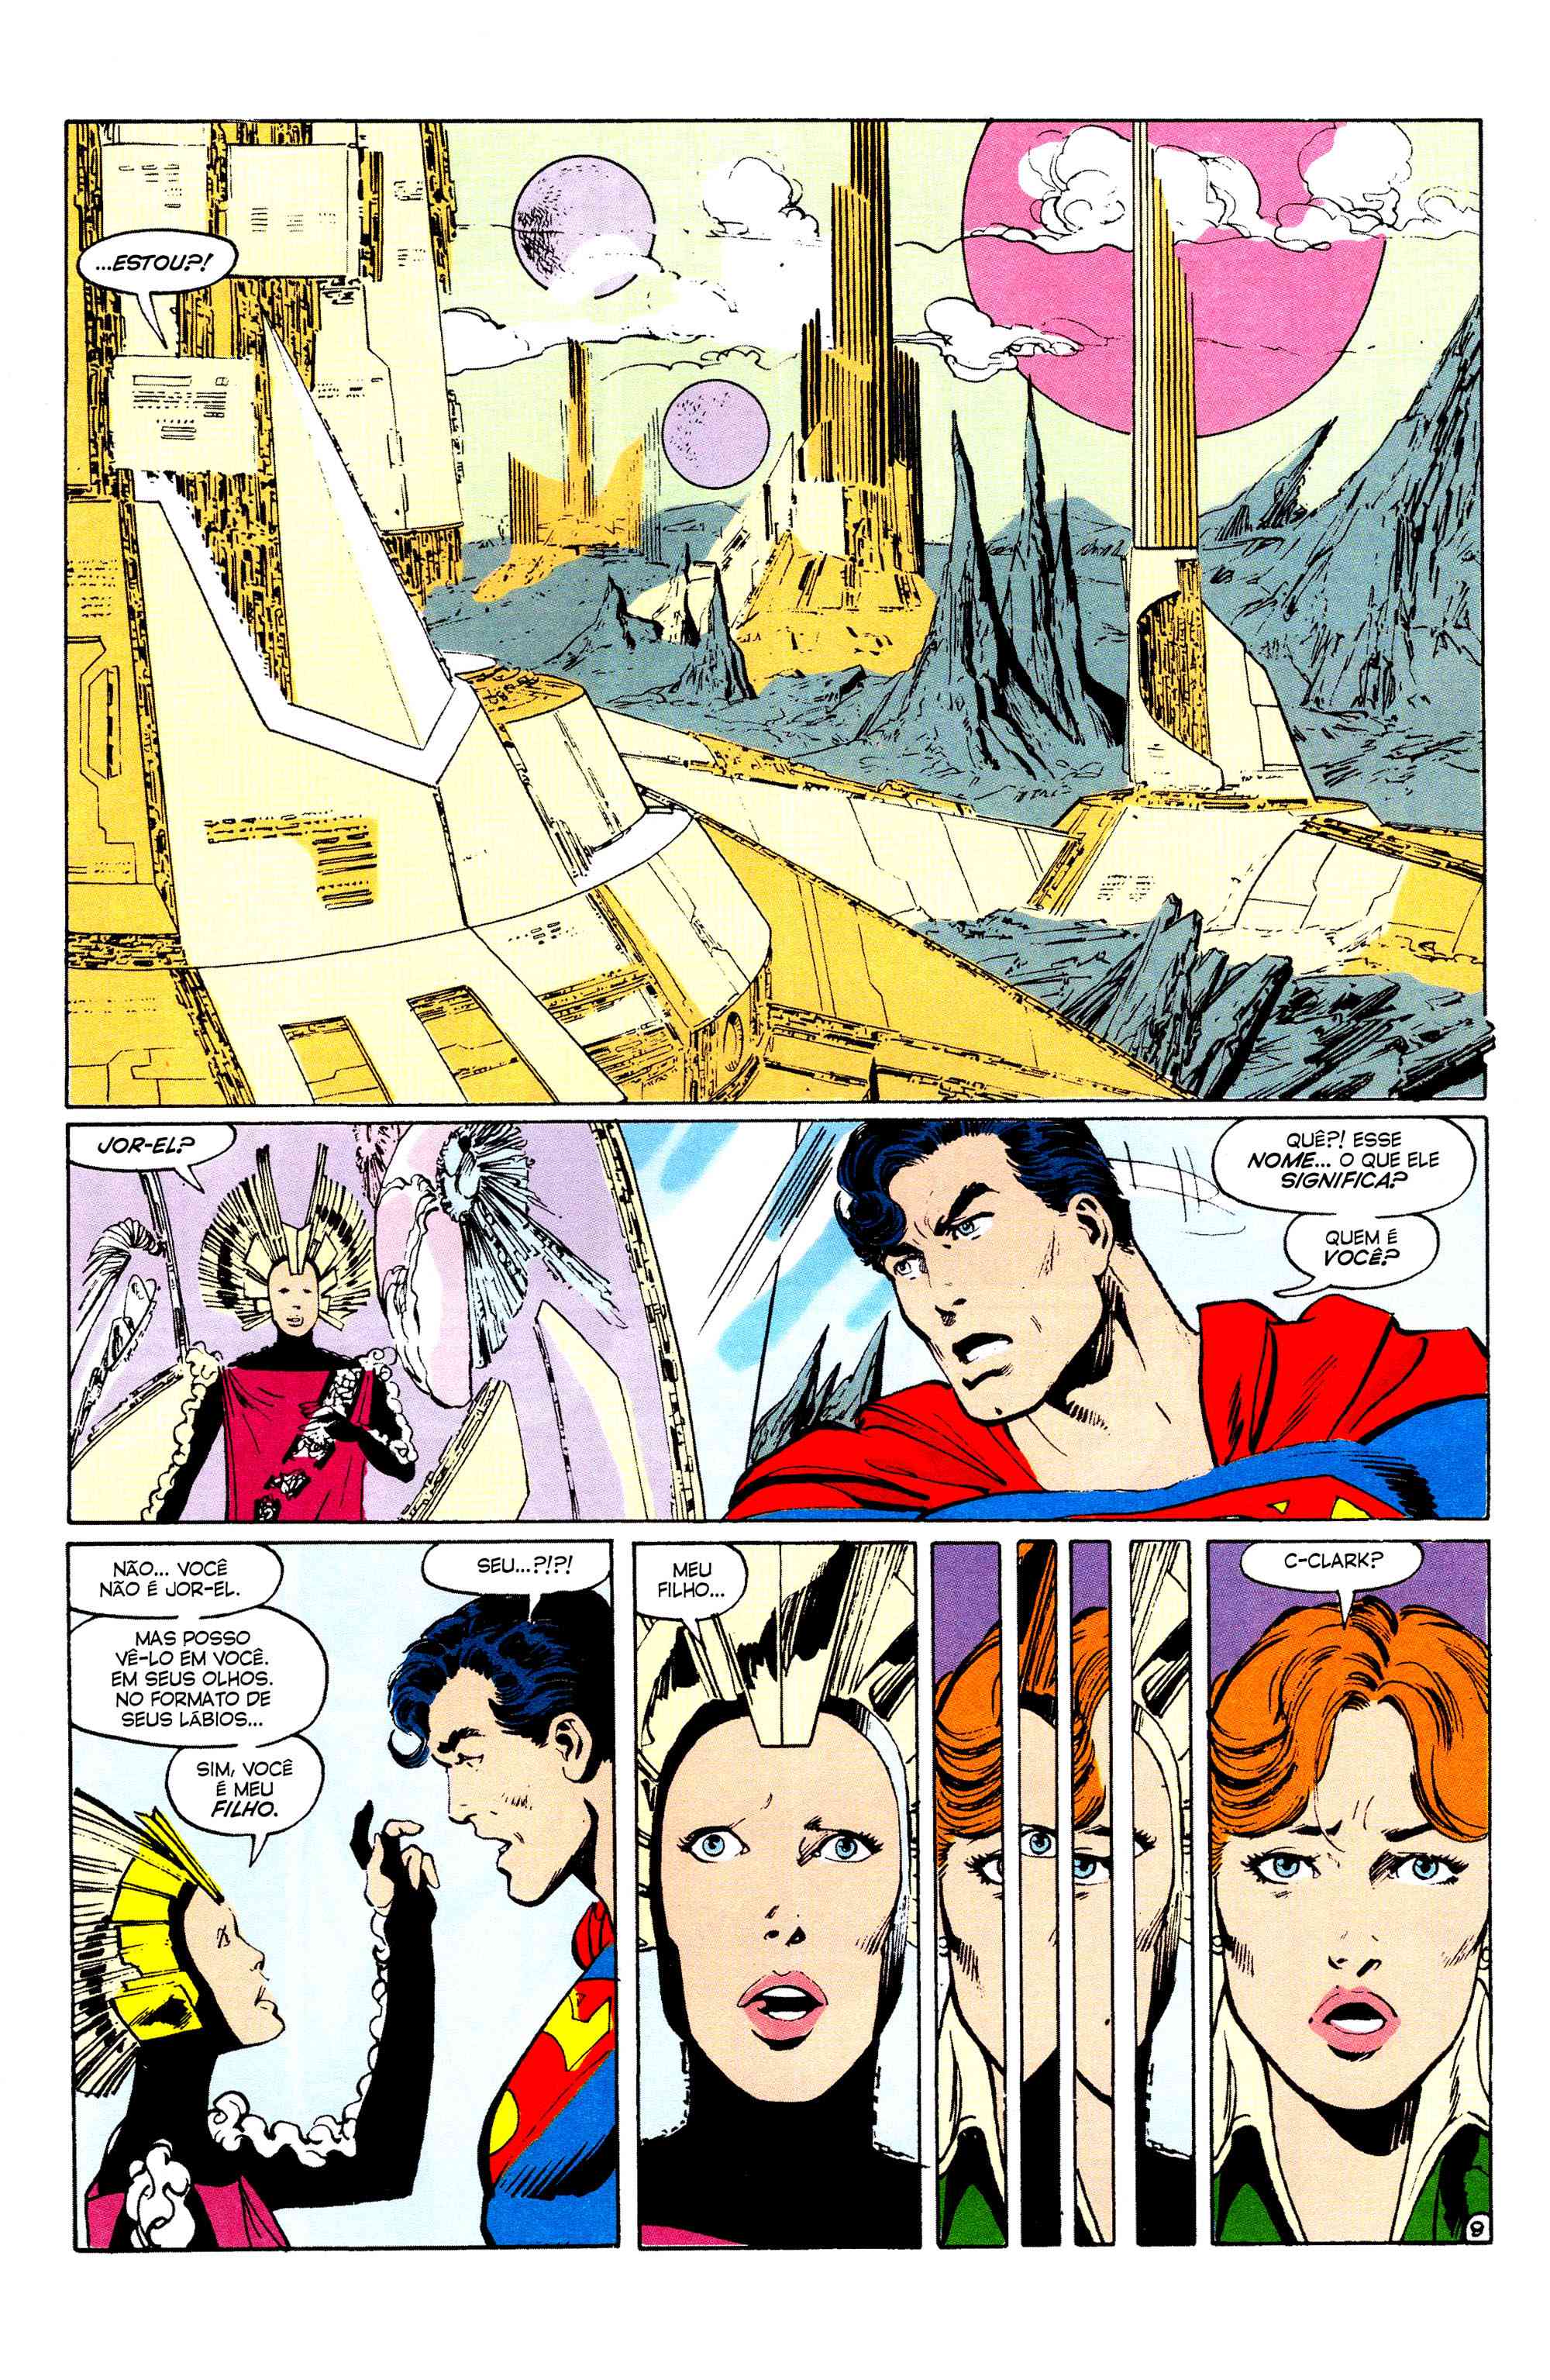 ...ESTOU?!
JOR-EL?
QUÊ?! ESSE
NOME... O QUE ELE
SIGNIFICA?
QUEM É
VOCÊ?
NÃO... VOCÊ
NÃO É JOR-EL.
MAS POSSO
VÊ-LO EM VOCÊ.
EM SEUS OLHOS.
NO FORMATO DE
SEUS LÁBIOS...
SIM, VOCÊ
É MEU
FILHO.
SEU...?!?!
MEU
FILHO...
C-CLARK?
9